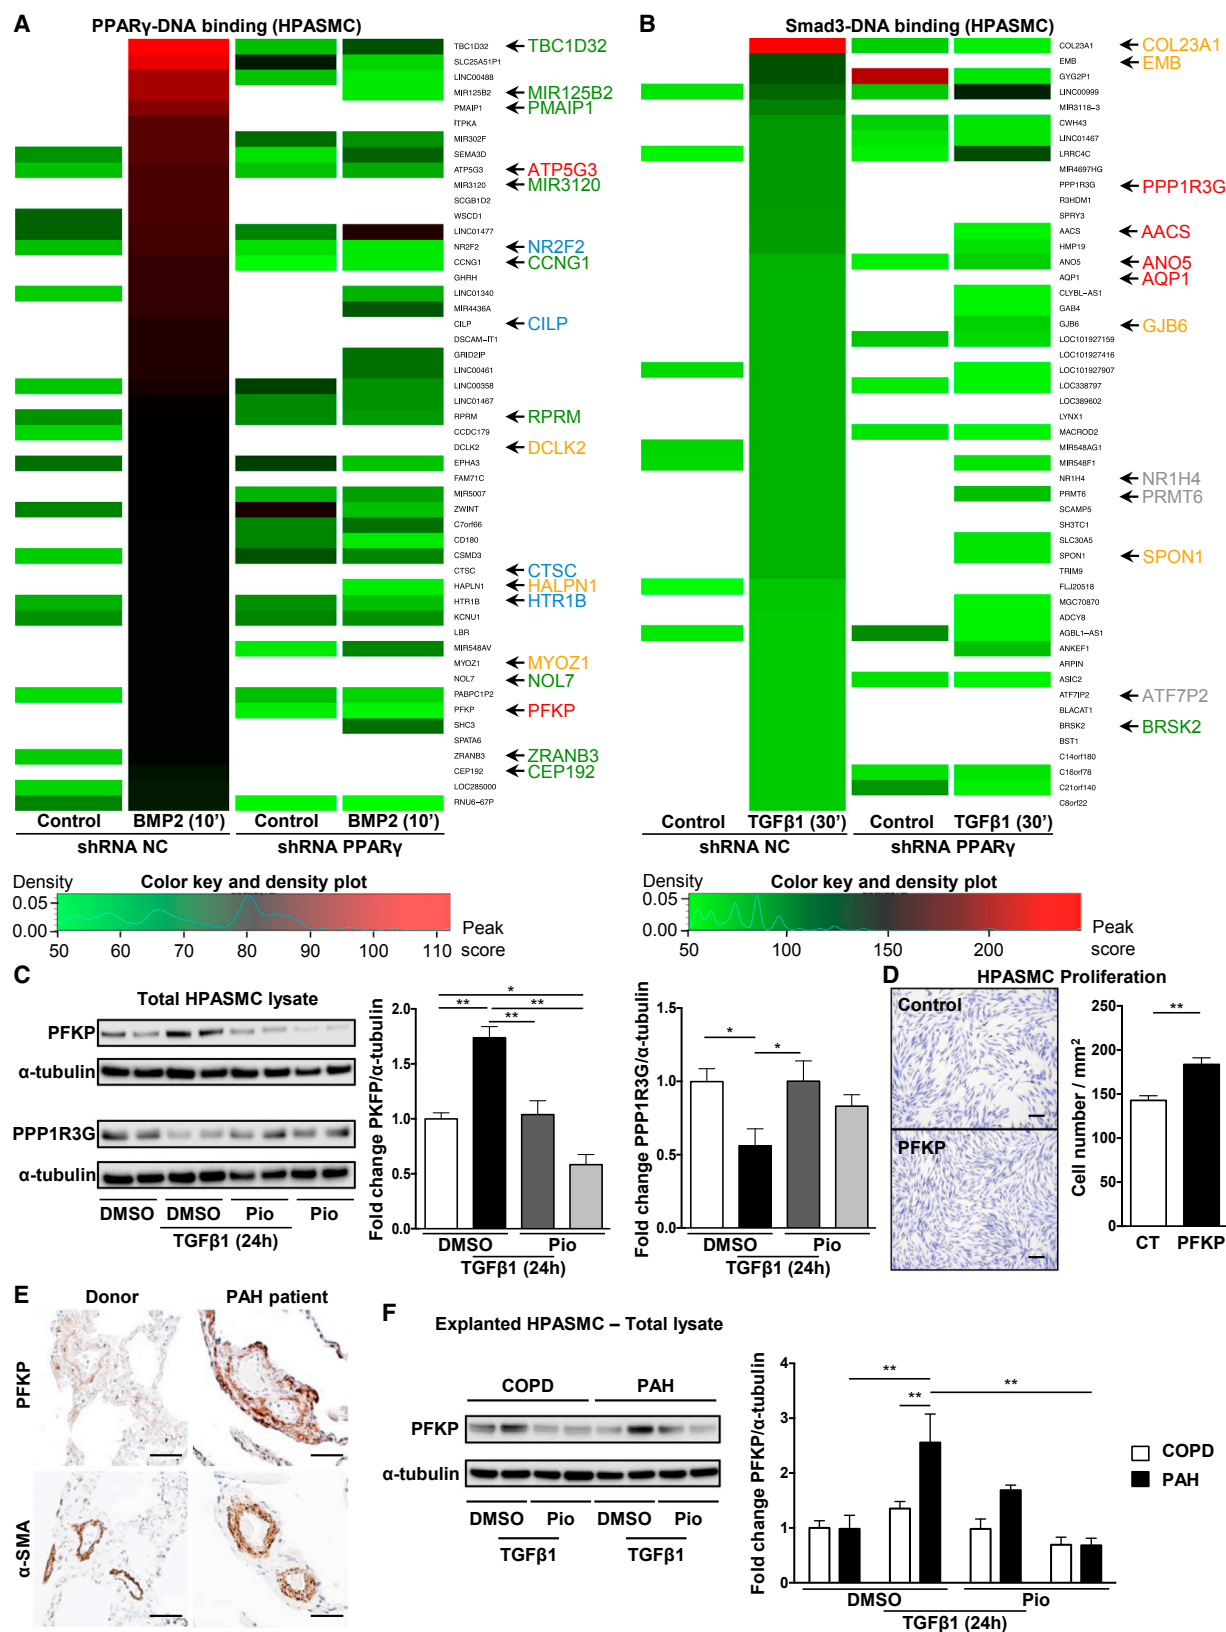 A
PPARγ-DNA binding (HPASMC)
TBC1D32
SLC25A51P1
LINC00488
MIR125B2
PMAIP1
ITPKA
MIR302F
SEMA3D
ATP5G3
MIR3120
SCGB1D2
WSCD1
LINC01477
NR2F2
CCNG1
GHRH
LINC01340
MIR4436A
CILP
DSCAM-IT1
GRID2IP
LINC00461
LINC00358
LINC01467
RPRM
CCDC179
DCLK2
EPHA3
FAM71C
MIR5007
ZWINT
C7orf66
CD180
CSMD3
CTSC
HAPLN1
HTR1B
KCNU1
LBR
MIR548AV
MYOZ1
NOL7
PABPC1P2
PFKP
SHC3
SPATA6
ZRANB3
CEP192
LOC285000
RNU6-67P
TBC1D32
MIR125B2
PMAIP1
ATP5G3
MIR3120
NR2F2
CCNG1
CILP
RPRM
DCLK2
CTSC
HALPN1
HTR1B
MYOZ1
NOL7
PFKP
ZRANB3
CEP192
Control BMP2 (10') Control BMP2 (10')
shRNA NC shRNA PPARγ
Density Color key and density plot
0.05
0.00
50 60 70 80 90 100 110
Peak score
B
Smad3-DNA binding (HPASMC)
COL23A1
EMB
GYG2P1
LINC00999
MIR3118-3
CWH43
LINC01467
LRRC4C
MIR4697HG
PPP1R3G
R3HDM1
SPRY3
AACS
HMP19
ANO5
AQP1
CLYBL-AS1
GAB4
GJB6
LOC101927159
LOC101927416
LOC101927907
LOC338797
LOC389602
LYNX1
MACROD2
MIR548AG1
MIR548F1
NR1H4
PRMT6
SCAMP5
SH3TC1
SLC30A5
SPON1
TRIM9
FLJ20518
MGC70870
ADCY8
AGBL1-AS1
ANKEF1
ARPIN
ASIC2
ATF7IP2
BLACAT1
BRSK2
BST1
C14orf180
C16orf78
C21orf140
C8orf22
COL23A1
EMB
PPP1R3G
AACS
ANO5
AQP1
GJB6
NR1H4
PRMT6
SPON1
ATF7P2
BRSK2
Control TGFβ1 (30') Control TGFβ1 (30')
shRNA NC shRNA PPARγ
Density Color key and density plot
0.05
0.00
50 100 150 200
Peak score
C
Total HPASMC lysate
PFKP
α-tubulin
PPP1R3G
α-tubulin
DMSO DMSO Pio Pio
TGFβ1 (24h)
Fold change PKFP/α-tubulin
2.0
1.5
1.0
0.5
0.0
*
** **
**
DMSO Pio
TGFβ1 (24h)
Fold change PPP1R3G/α-tubulin
1.5
1.0
0.5
0.0
* *
DMSO Pio
TGFβ1 (24h)
D
HPASMC Proliferation
Control
PFKP
Cell number / mm²
250
200
150
100
50
0
**
CT PFKP
E
Donor PAH patient
PFKP
α-SMA
F
Explanted HPASMC – Total lysate
COPD PAH
PFKP
α-tubulin
DMSO Pio DMSO Pio
TGFβ1 TGFβ1
Fold change PFKP/α-tubulin
4
3
2
1
0
** **
**
DMSO Pio
TGFβ1 (24h)
COPD
PAH